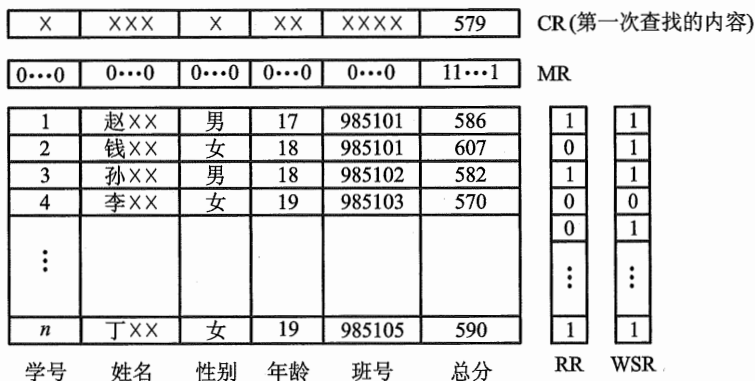 × ××× × ×× ×××× 579 CR(第一次查找的内容)
0…0 0…0 0…0 0…0 0…0 11…1 MR
1 赵×× 男 17 985101 586 1 1
2 钱×× 女 18 985101 607 0 1
3 孙×× 男 18 985102 582 1 1
4 李×× 女 19 985103 570 0 0
0 1
⋮ ⋮ ⋮
n 丁×× 女 19 985105 590 1 1
学号 姓名 性别 年龄 班号 总分 RR WSR